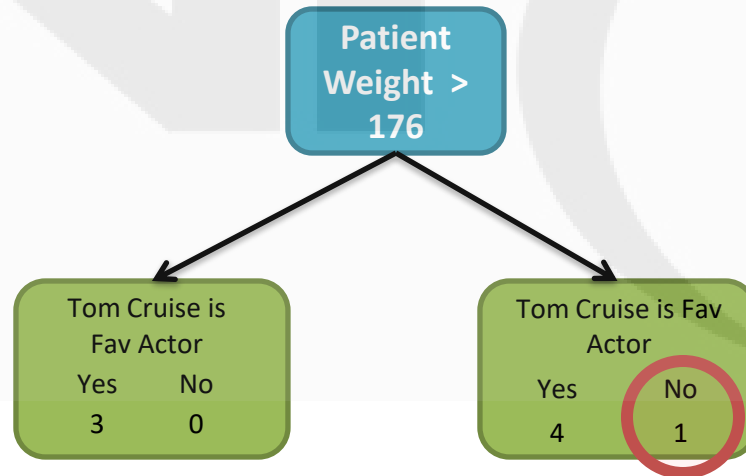 Patient
Weight >
176
Tom Cruise is
Fav Actor
Yes No
3 0
Tom Cruise is Fav
Actor
Yes No
4 1